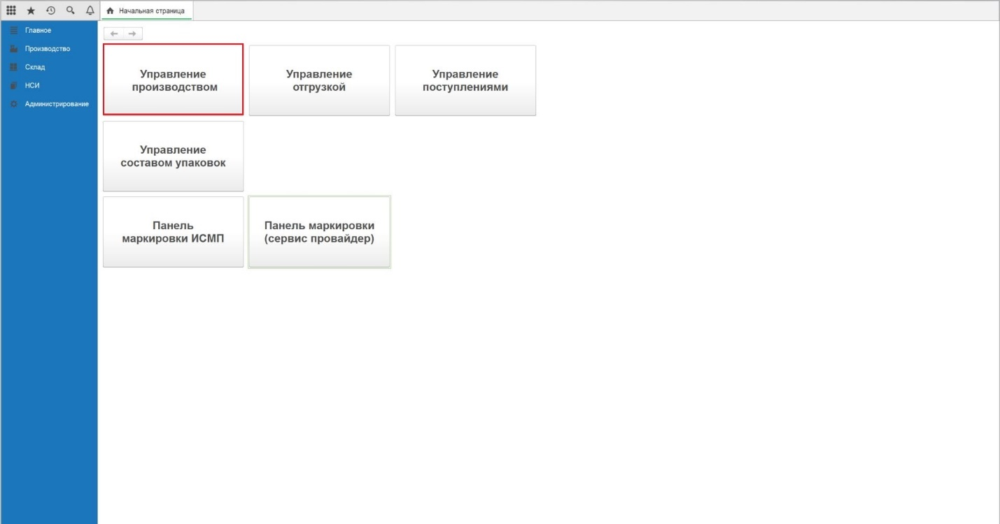 Начальная страница
Главное
Производство
Склад
НСИ
Администрирование
Управление
производством
Управление
отгрузкой
Управление
поступлениями
Управление
составом упаковок
Панель
маркировки ИСМП
Панель маркировки
(сервис провайдер)